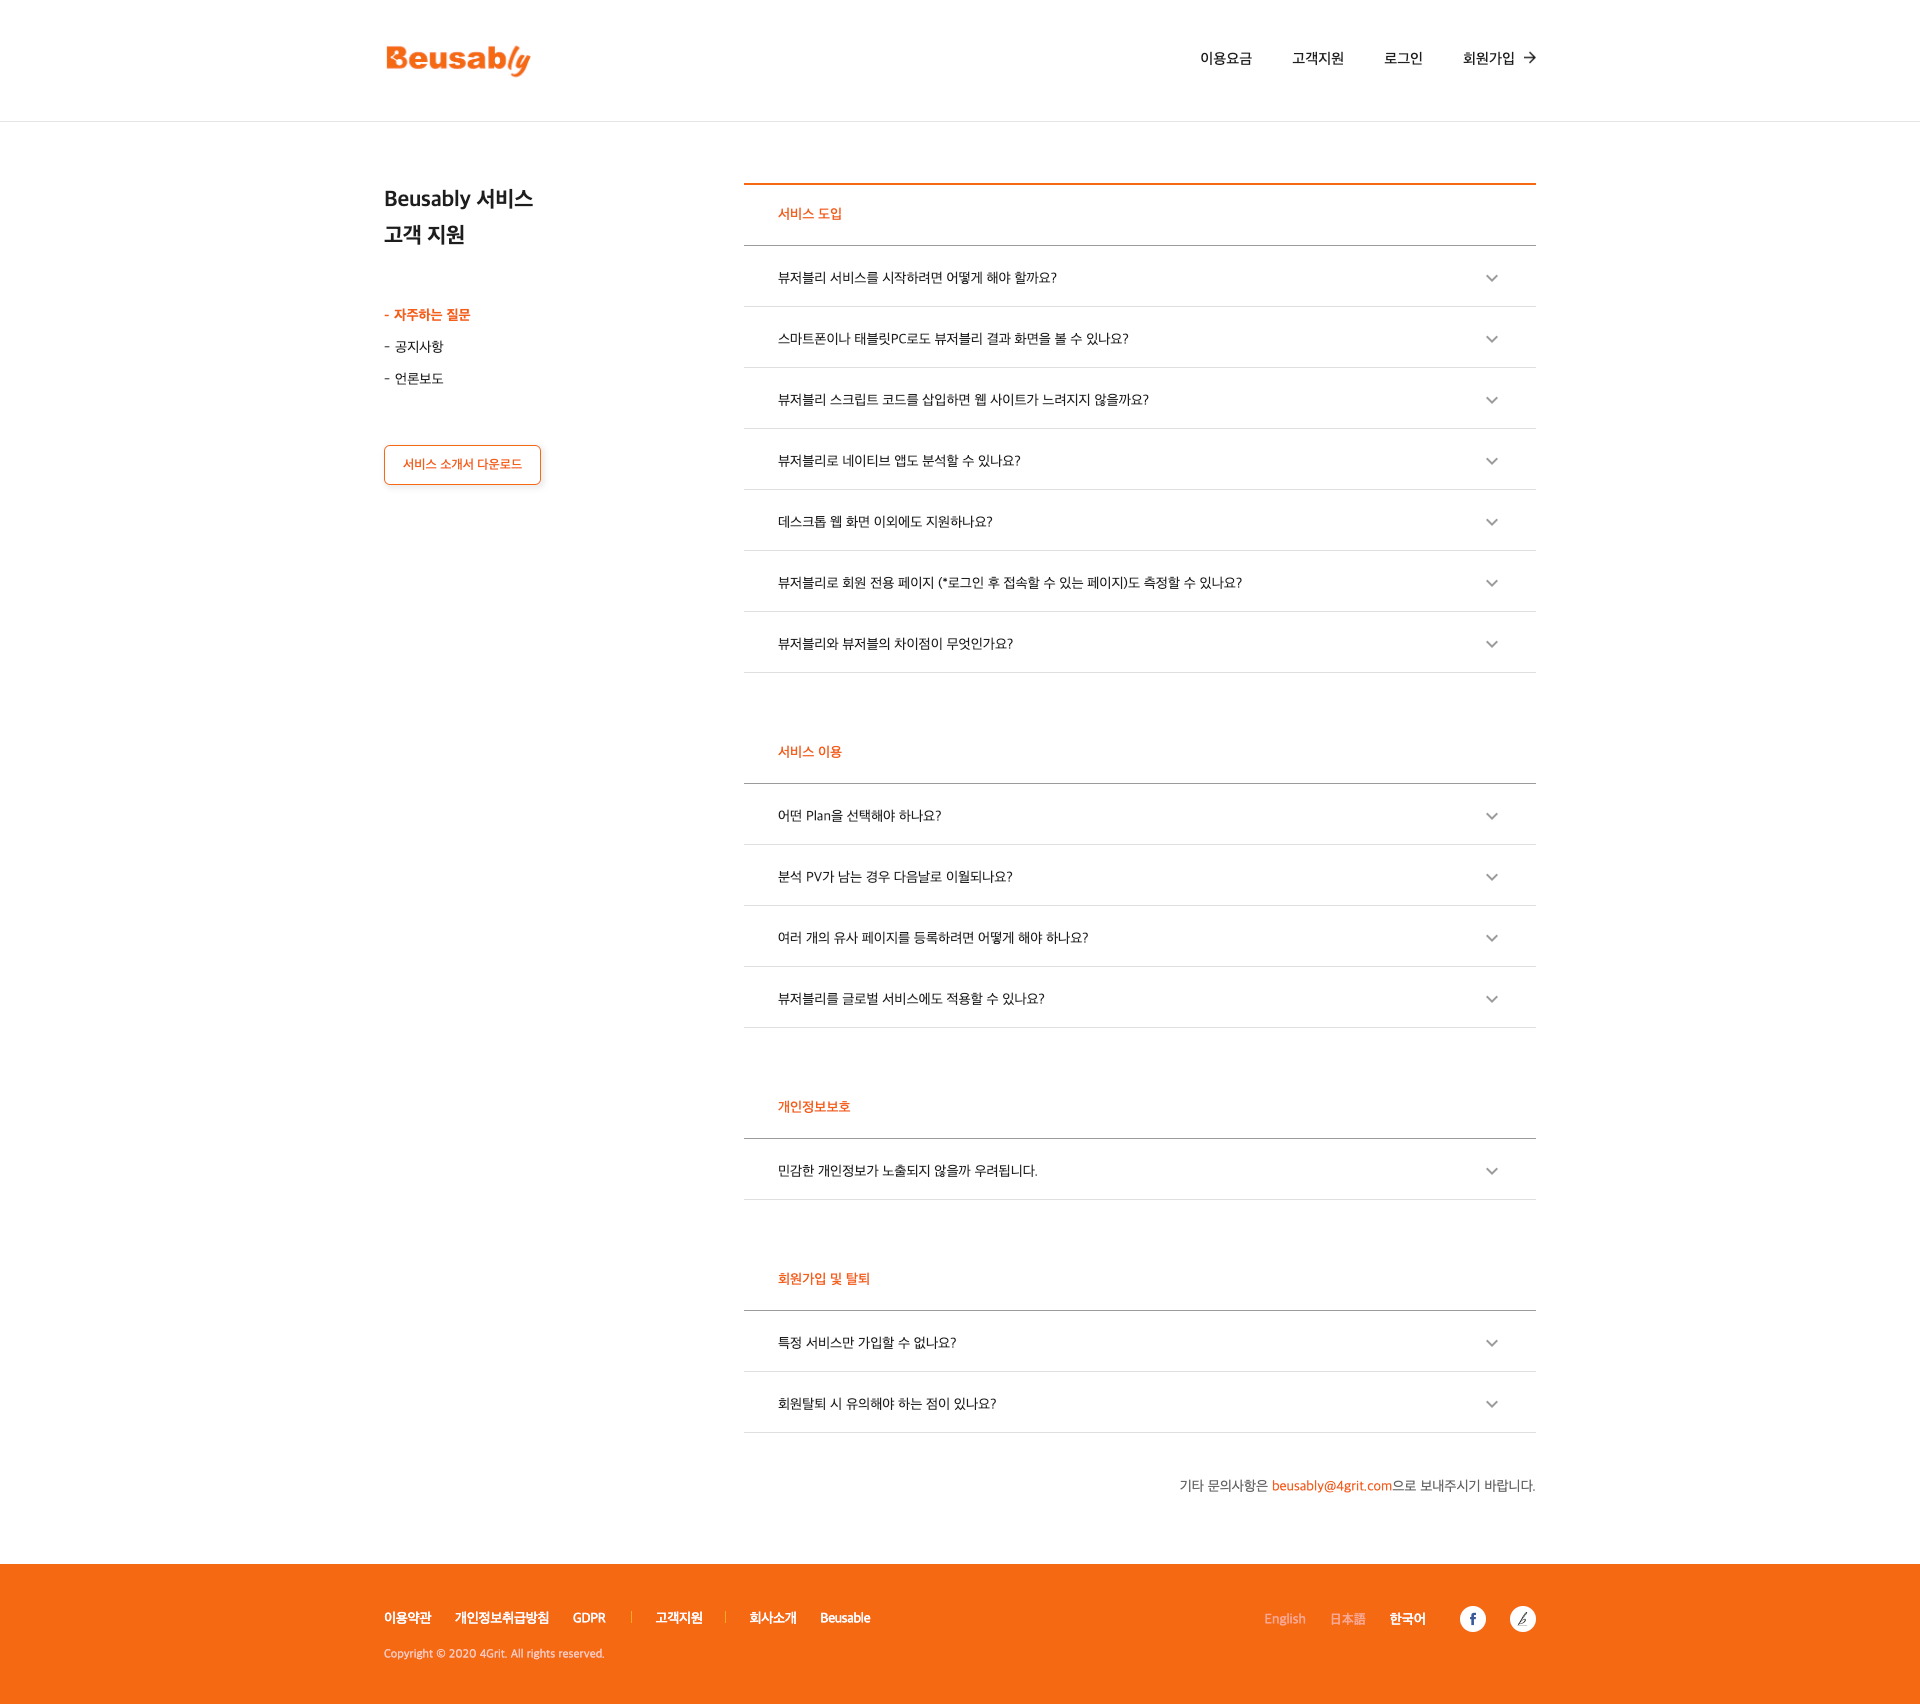 Beusably
이용요금 고객지원 로그인 회원가입
Beusably 서비스
고객 지원
- 자주하는 질문
- 공지사항
- 언론보도
서비스 소개서 다운로드
서비스 도입
뷰저블리 서비스를 시작하려면 어떻게 해야 할까요?
스마트폰이나 태블릿PC로도 뷰저블리 결과 화면을 볼 수 있나요?
뷰저블리 스크립트 코드를 삽입하면 웹 사이트가 느려지지 않을까요?
뷰저블리로 네이티브 앱도 분석할 수 있나요?
데스크톱 웹 화면 이외에도 지원하나요?
뷰저블리로 회원 전용 페이지 (*로그인 후 접속할 수 있는 페이지)도 측정할 수 있나요?
뷰저블리와 뷰저블의 차이점이 무엇인가요?
서비스 이용
어떤 Plan을 선택해야 하나요?
분석 PV가 남는 경우 다음날로 이월되나요?
여러 개의 유사 페이지를 등록하려면 어떻게 해야 하나요?
뷰저블리를 글로벌 서비스에도 적용할 수 있나요?
개인정보보호
민감한 개인정보가 노출되지 않을까 우려됩니다.
회원가입 및 탈퇴
특정 서비스만 가입할 수 없나요?
회원탈퇴 시 유의해야 하는 점이 있나요?
기타 문의사항은 beusably@4grit.com으로 보내주시기 바랍니다.
이용약관 개인정보취급방침 GDPR 고객지원 회사소개 Beusable
English 日本語 한국어 f b
Copyright © 2020 4Grit. All rights reserved.